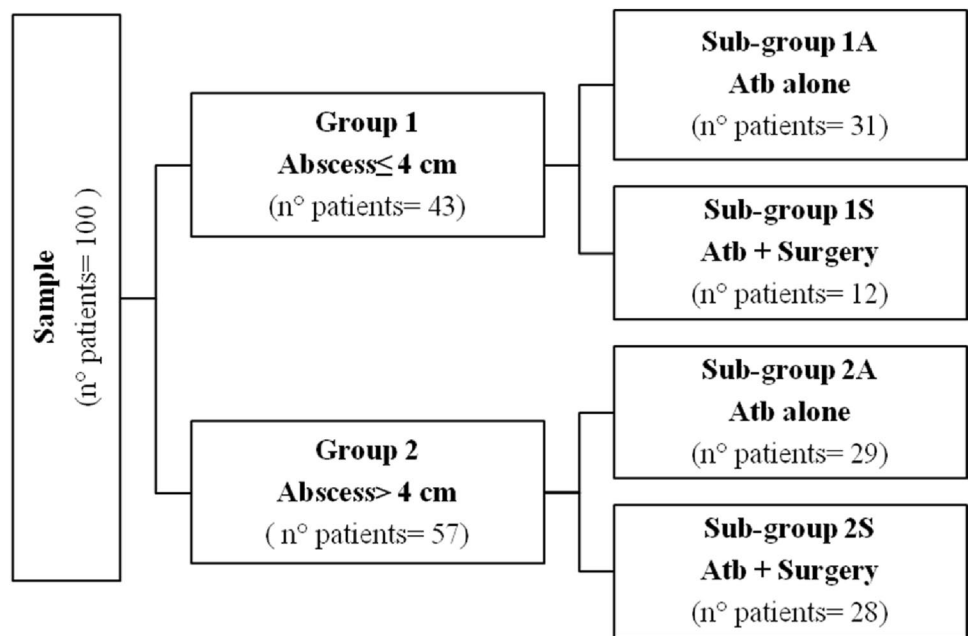 Sample
(n° patients= 100 )
Group 1
Abscess≤ 4 cm
(n° patients= 43)
Sub-group 1A
Atb alone
(n° patients= 31)
Sub-group 1S
Atb + Surgery
(n° patients= 12)
Group 2
Abscess> 4 cm
( n° patients= 57)
Sub-group 2A
Atb alone
(n° patients= 29)
Sub-group 2S
Atb + Surgery
(n° patients= 28)